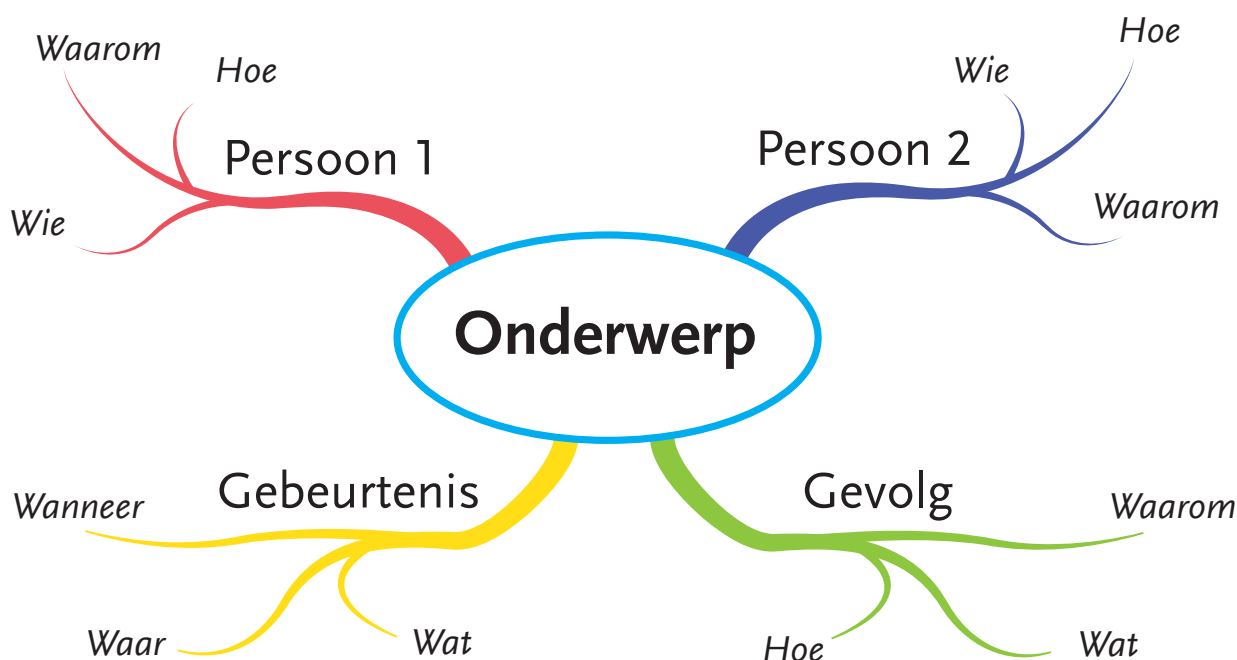 Waarom
Hoe
Persoon 1
Wie
Hoe
Wie
Persoon 2
Waarom
Onderwerp
Gebeurtenis
Wanneer
Waar
Wat
Gevolg
Waarom
Hoe
Wat